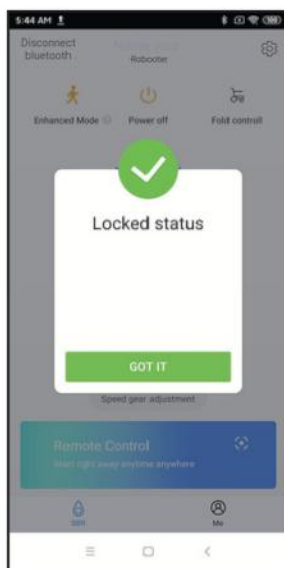 5:44 AM
Disconnect
bluetooth
Robooter
Enhanced Mode
Power off
Fold controll
Locked status
GOT IT
Speed gear adjustment
Remote Control
Start right away anytime anywhere
Me